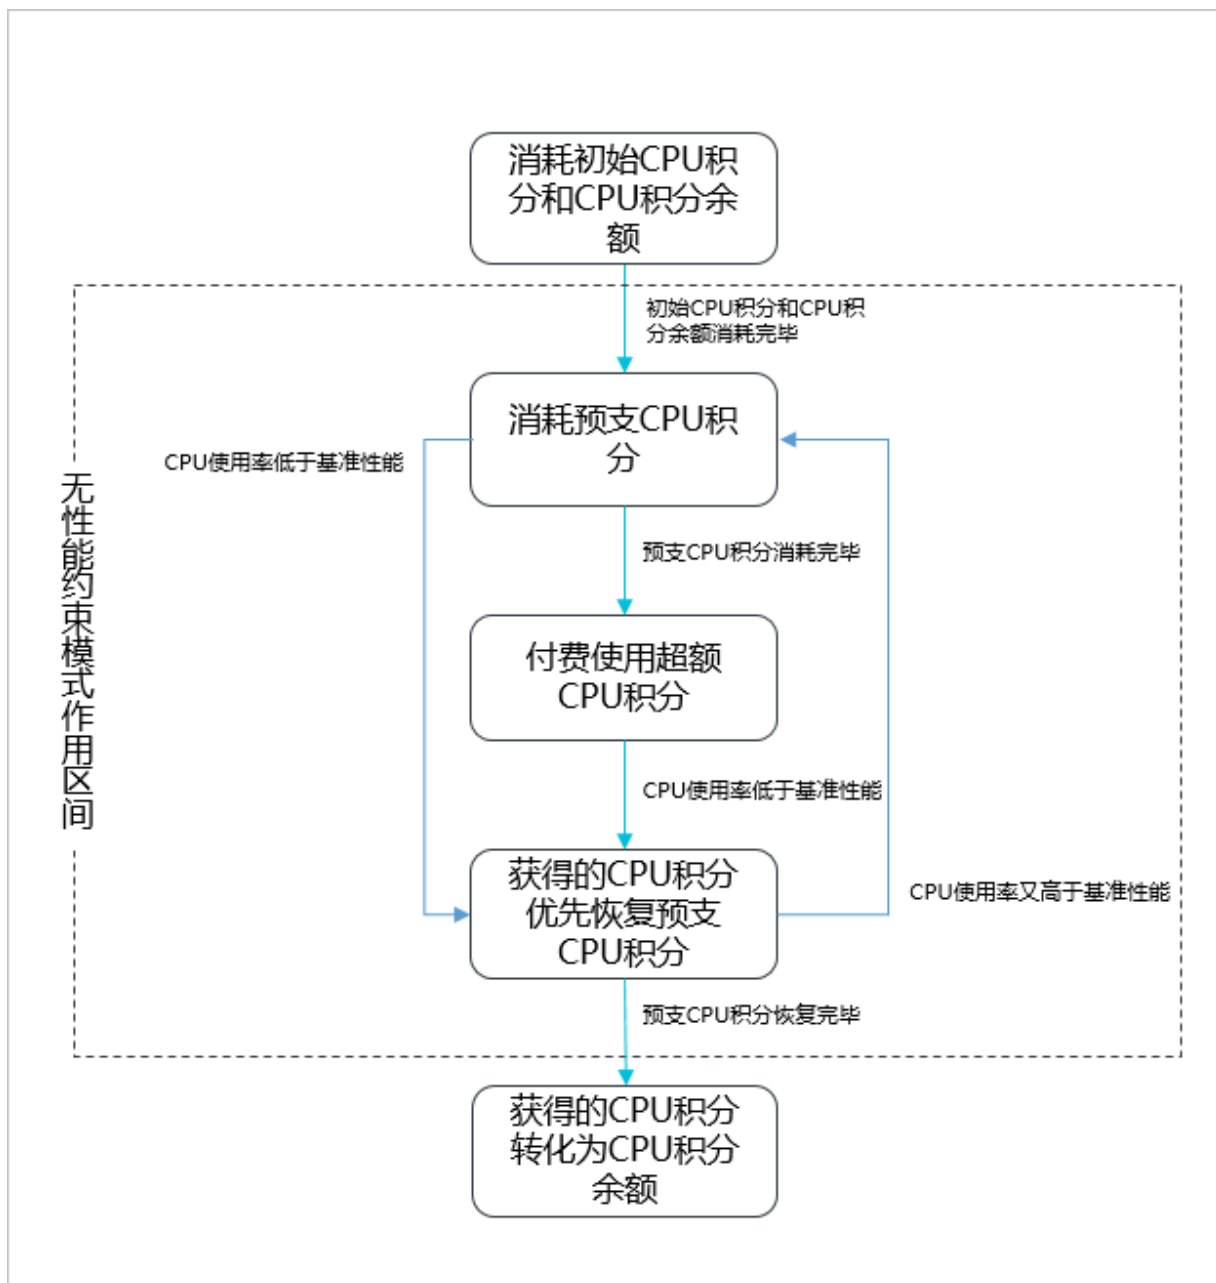 消耗初始CPU积
分和CPU积分余
额
初始CPU积分和CPU积
分余额消耗完毕
消耗预支CPU积
分
CPU使用率低于基准性能
无性能约束模式作用区间
预支CPU积分消耗完毕
付费使用超额
CPU积分
CPU使用率低于基准性能
获得的CPU积分
优先恢复预支
CPU积分
CPU使用率又高于基准性能
预支CPU积分恢复完毕
获得的CPU积分
转化为CPU积分
余额